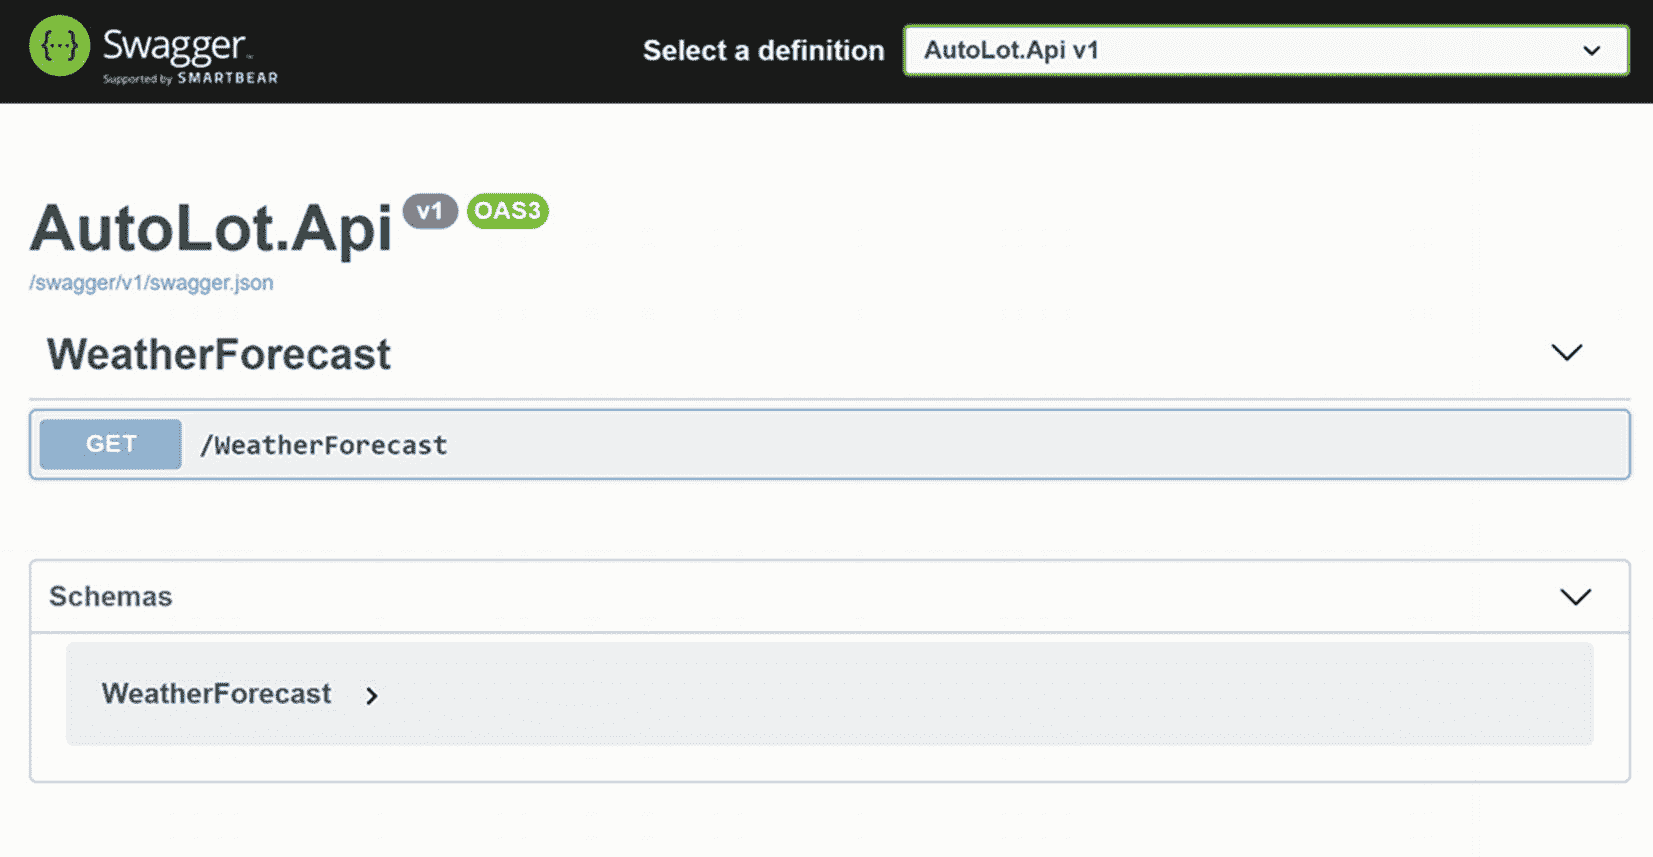 {...} Swagger™
Supported by SMARTBEAR
Select a definition
AutoLot.Api v1
AutoLot.Api v1 OAS3
/swagger/v1/swagger.json
WeatherForecast
GET /WeatherForecast
Schemas
WeatherForecast